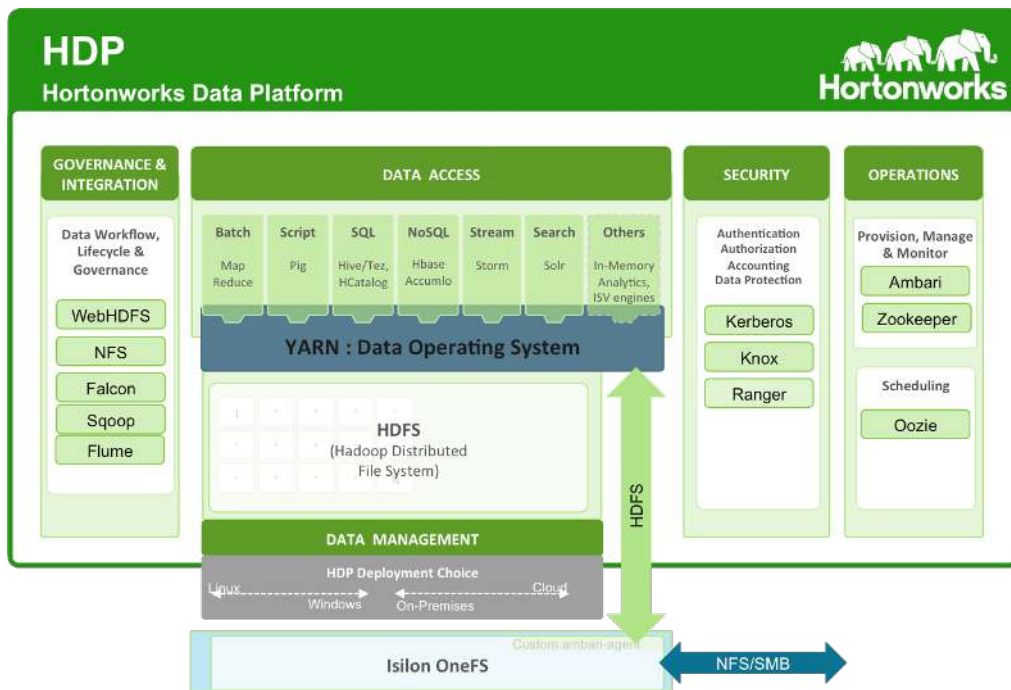 HDP
Hortonworks Data Platform
Hortonworks
GOVERNANCE &
INTEGRATION
Data Workflow,
Lifecycle &
Governance
WebHDFS
NFS
Falcon
Sqoop
Flume
DATA ACCESS
Batch
Map
Reduce
Script
Pig
SQL
Hive/Tez,
HCatalog
NoSQL
Hbase
Accumlo
Stream
Storm
Search
Solr
Others
In-Memory
Analytics,
ISV engines
YARN : Data Operating System
HDFS
(Hadoop Distributed
File System)
DATA MANAGEMENT
HDP Deployment Choice
Linux
Windows
On-Premises
Cloud
HDFS
SECURITY
Authentication
Authorization
Accounting
Data Protection
Kerberos
Knox
Ranger
OPERATIONS
Provision, Manage
& Monitor
Ambari
Zookeeper
Scheduling
Oozie
Custom ambari-agent
Isilon OneFS
NFS/SMB